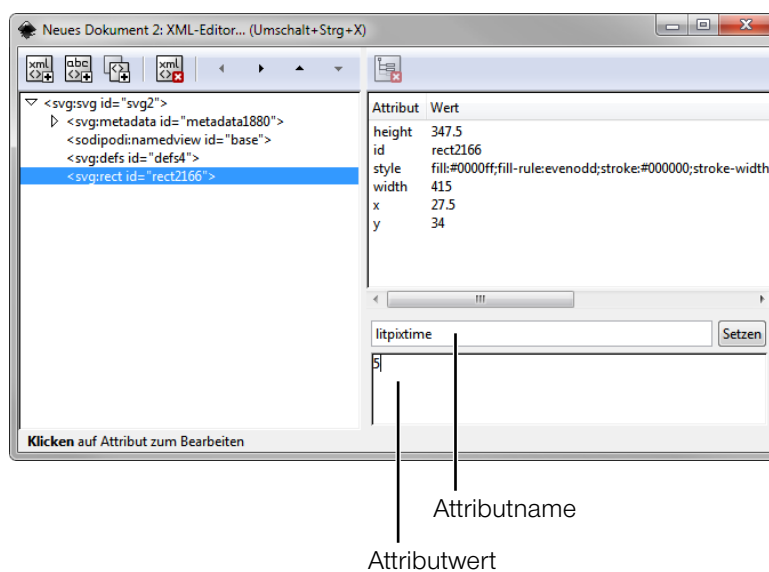 Neues Dokument 2: XML-Editor... (Umschalt+Strg+X)
xml
abc
xml
<svg:svg id="svg2">
<svg:metadata id="metadata1880">
<sodipodi:namedview id="base">
<svg:defs id="defs4">
<svg:rect id="rect2166">
Klicken auf Attribut zum Bearbeiten
Attribut Wert
height 347.5
id rect2166
style fill:#0000ff;fill-rule:evenodd;stroke:#000000;stroke-width
width 415
x 27.5
y 34
litpixtime Setzen
5
Attributname
Attributwert